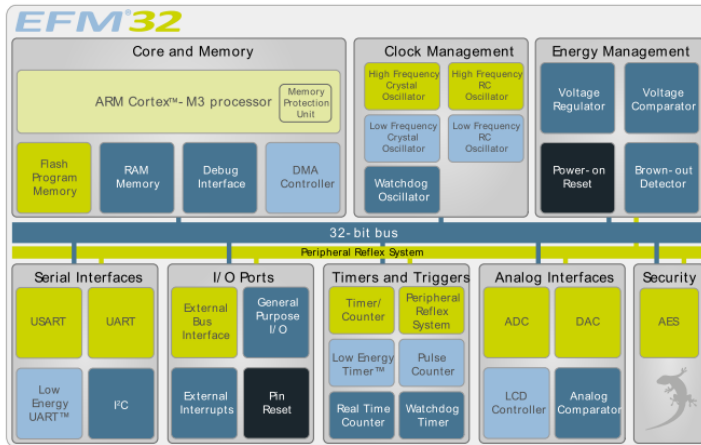 EFM®32
Core and Memory
ARM Cortex™- M3 processor
Memory
Protection
Unit
Flash
Program
Memory
RAM
Memory
Debug
Interface
DMA
Controller
Clock Management
High Frequency
Crystal
Oscillator
High Frequency
RC
Oscillator
Low Frequency
Crystal
Oscillator
Low Frequency
RC
Oscillator
Watchdog
Oscillator
Energy Management
Voltage
Regulator
Voltage
Comparator
Power- on
Reset
Brown- out
Detector
32- bit bus
Peripheral Reflex System
Serial Interfaces
USART
UART
Low
Energy
UART™
I²C
I/ O Ports
External
Bus
Interface
General
Purpose
I/ O
External
Interrupts
Pin
Reset
Timers and Triggers
Timer/
Counter
Peripheral
Reflex
System
Low Energy
Timer™
Pulse
Counter
Real Time
Counter
Watchdog
Timer
Analog Interfaces
ADC
DAC
LCD
Controller
Analog
Comparator
Security
AES